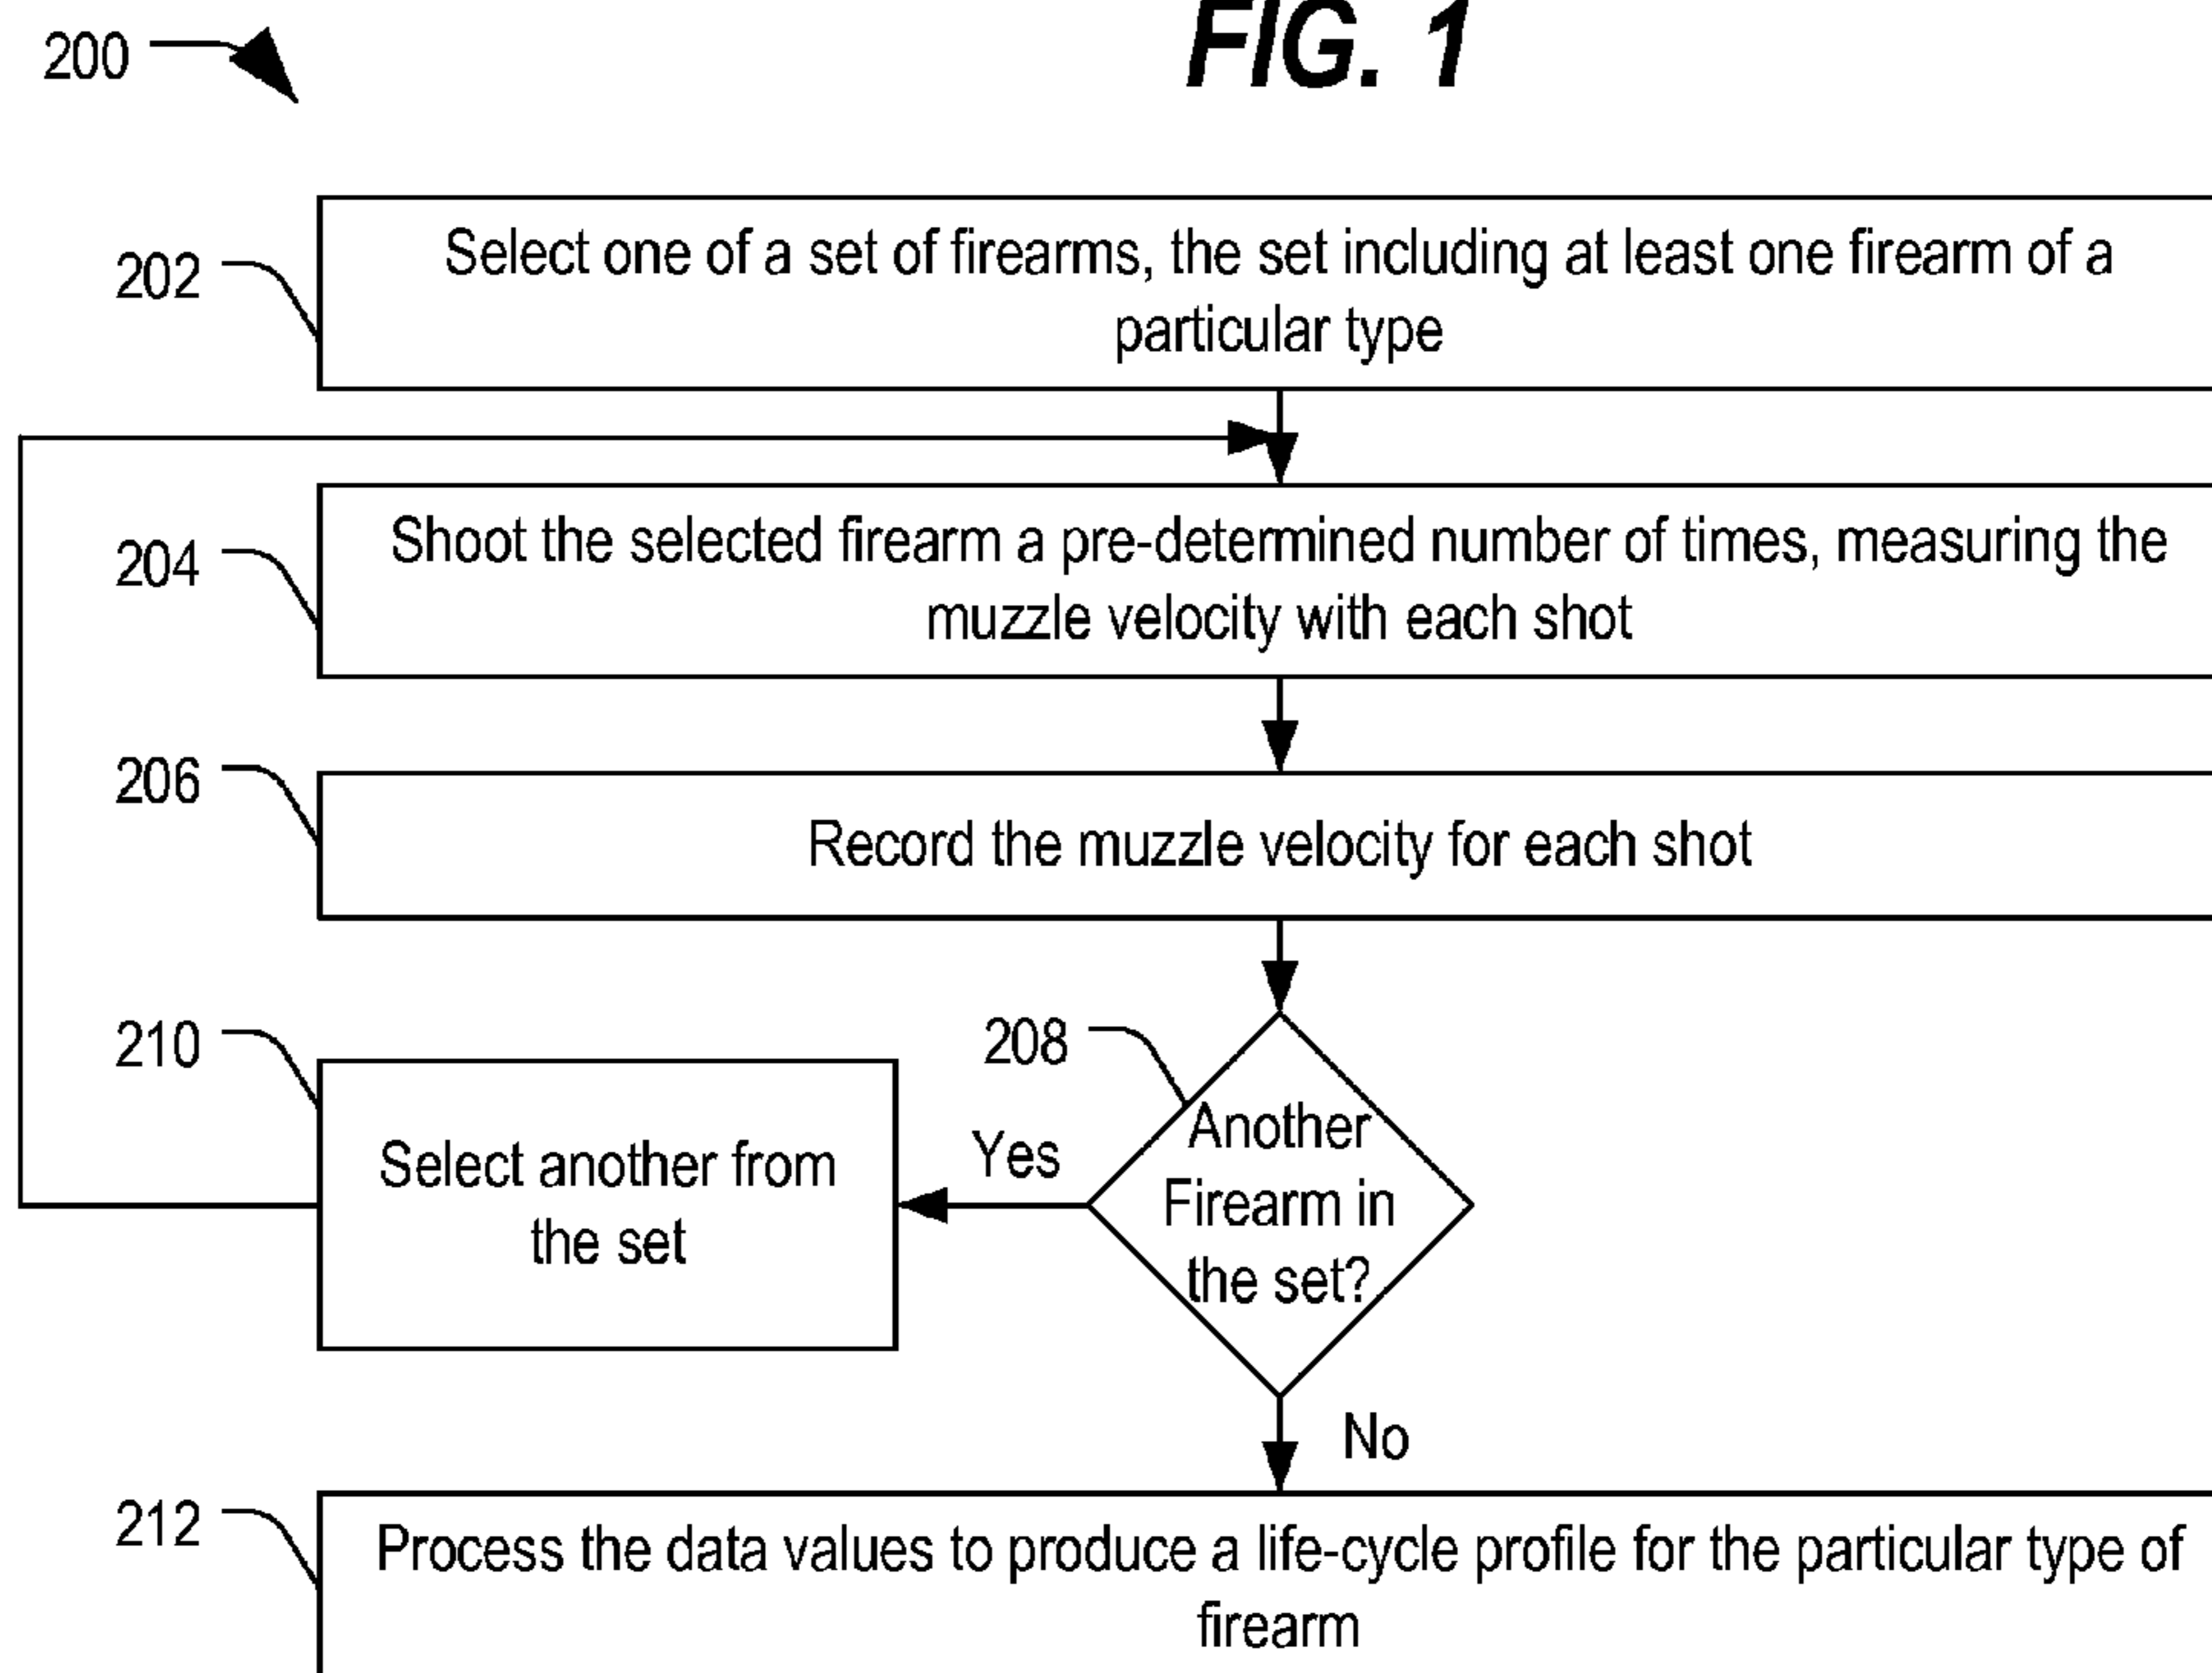 FIG. 1
200
202
Select one of a set of firearms, the set including at least one firearm of a
particular type
204
Shoot the selected firearm a pre-determined number of times, measuring the
muzzle velocity with each shot
206
Record the muzzle velocity for each shot
210
208
Select another from
the set
Yes
Another
Firearm in
the set?
No
212
Process the data values to produce a life-cycle profile for the particular type of
firearm